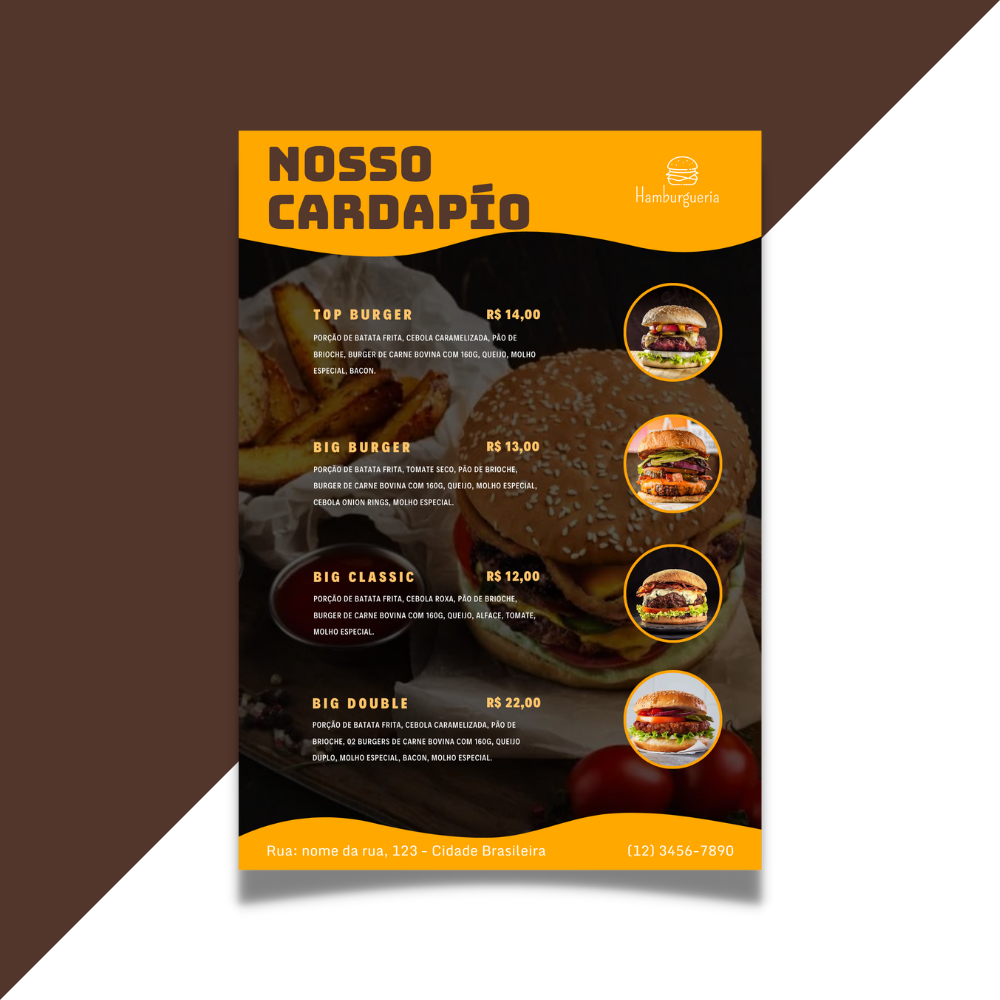 NOSSO
CARDAPÍO
Hamburgueria
TOP BURGER R$ 14,00
PORÇÃO DE BATATA FRITA, CEBOLA CARAMELIZADA, PÃO DE
BRIOCHE, BURGER DE CARNE BOVINA COM 160G, QUEIJO, MOLHO
ESPECIAL, BACON.
BIG BURGER R$ 13,00
PORÇÃO DE BATATA FRITA, TOMATE SECO, PÃO DE BRIOCHE,
BURGER DE CARNE BOVINA COM 160G, QUEIJO, MOLHO ESPECIAL,
CEBOLA ONION RINGS, MOLHO ESPECIAL.
BIG CLASSIC R$ 12,00
PORÇÃO DE BATATA FRITA, CEBOLA ROXA, PÃO DE BRIOCHE,
BURGER DE CARNE BOVINA COM 160G, QUEIJO, ALFACE, TOMATE,
MOLHO ESPECIAL.
BIG DOUBLE R$ 22,00
PORÇÃO DE BATATA FRITA, CEBOLA CARAMELIZADA, PÃO DE
BRIOCHE, 02 BURGERS DE CARNE BOVINA COM 160G, QUEIJO
DUPLO, MOLHO ESPECIAL, BACON, MOLHO ESPECIAL.
Rua: nome da rua, 123 - Cidade Brasileira (12) 3456-7890